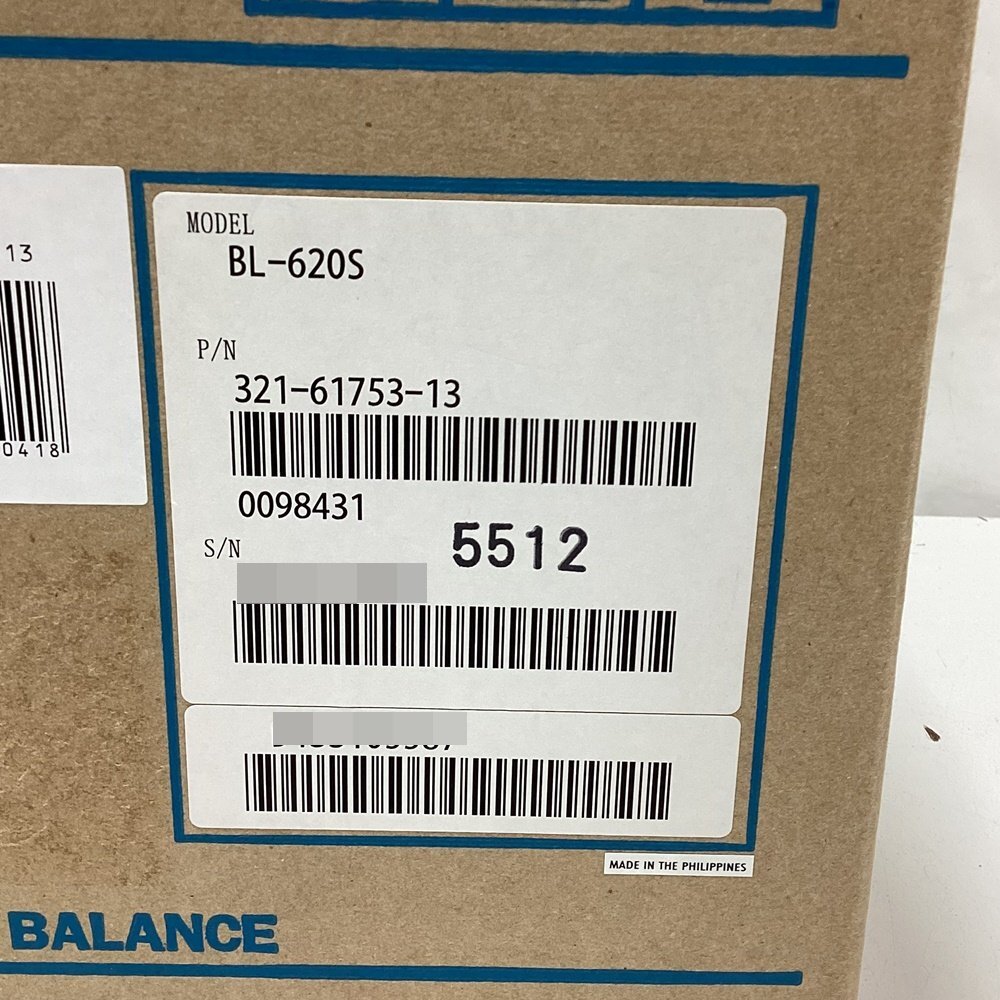 13
0418
MODEL
BL-620S
P/N
321-61753-13
0098431
5512
S/N
MADE IN THE PHILIPPINES
BALANCE